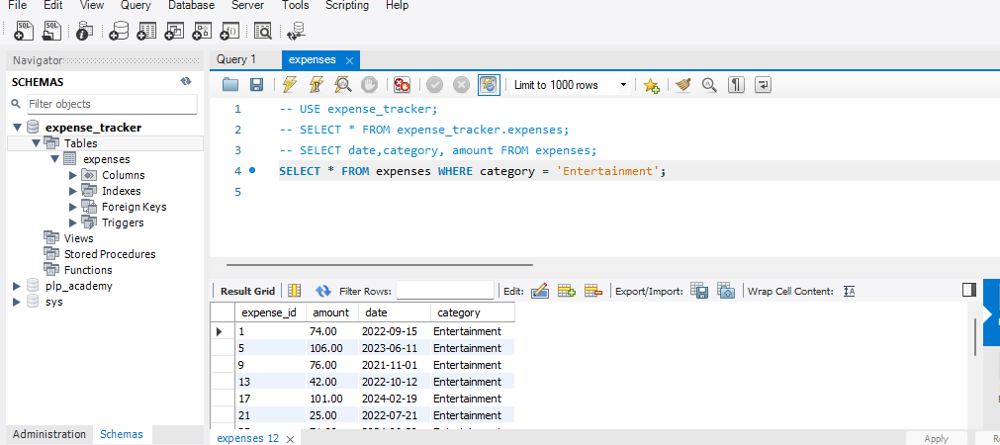 File Edit View Query Database Server Tools Scripting Help
Navigator
SCHEMAS
Filter objects
expense_tracker
Tables
expenses
Columns
Indexes
Foreign Keys
Triggers
Views
Stored Procedures
Functions
plp_academy
sys
Administration Schemas
Query 1 expenses
Limit to 1000 rows
1 -- USE expense_tracker;
2 -- SELECT * FROM expense_tracker.expenses;
3 -- SELECT date,category, amount FROM expenses;
4 SELECT * FROM expenses WHERE category = 'Entertainment';
5
Result Grid Filter Rows: Edit: Export/Import: Wrap Cell Content:
expense_id amount date category
1 74.00 2022-09-15 Entertainment
5 106.00 2023-06-11 Entertainment
9 76.00 2021-11-01 Entertainment
13 42.00 2022-10-12 Entertainment
17 101.00 2024-02-19 Entertainment
21 25.00 2022-07-21 Entertainment
expenses 12 Apply